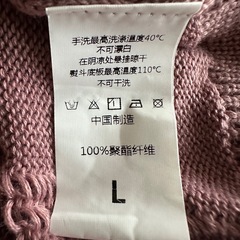 手洗最高洗涤温度40℃
不可漂白
在阴凉处悬挂晾干
熨斗底板最高温度110℃
不可干洗
中国制造
100%聚酯纤维
L